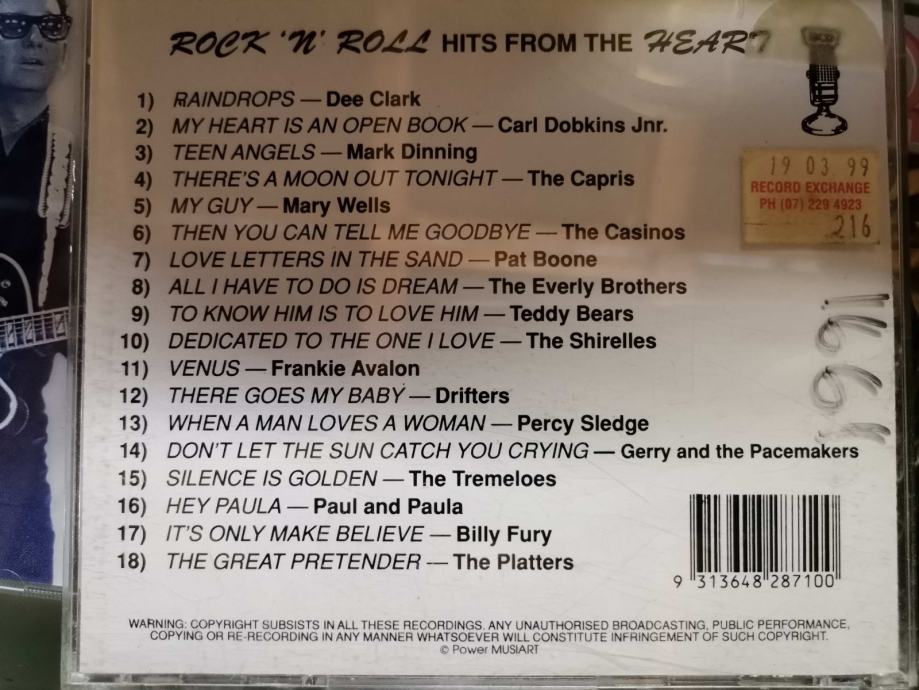 ROCK 'N' ROLL HITS FROM THE HEART
1) RAINDROPS — Dee Clark
2) MY HEART IS AN OPEN BOOK — Carl Dobkins Jnr.
3) TEEN ANGELS — Mark Dinning
4) THERE'S A MOON OUT TONIGHT — The Capris
5) MY GUY — Mary Wells
6) THEN YOU CAN TELL ME GOODBYE — The Casinos
7) LOVE LETTERS IN THE SAND — Pat Boone
8) ALL I HAVE TO DO IS DREAM — The Everly Brothers
9) TO KNOW HIM IS TO LOVE HIM — Teddy Bears
10) DEDICATED TO THE ONE I LOVE — The Shirelles
11) VENUS — Frankie Avalon
12) THERE GOES MY BABY — Drifters
13) WHEN A MAN LOVES A WOMAN — Percy Sledge
14) DON'T LET THE SUN CATCH YOU CRYING — Gerry and the Pacemakers
15) SILENCE IS GOLDEN — The Tremeloes
16) HEY PAULA — Paul and Paula
17) IT'S ONLY MAKE BELIEVE — Billy Fury
18) THE GREAT PRETENDER — The Platters
19 03 99
RECORD EXCHANGE
PH (07) 229 4923
216
9 313648 287100
WARNING: COPYRIGHT SUBSISTS IN ALL THESE RECORDINGS. ANY UNAUTHORISED BROADCASTING, PUBLIC PERFORMANCE,
COPYING OR RE-RECORDING IN ANY MANNER WHATSOEVER WILL CONSTITUTE INFRINGEMENT OF SUCH COPYRIGHT.
© Power MUSIART